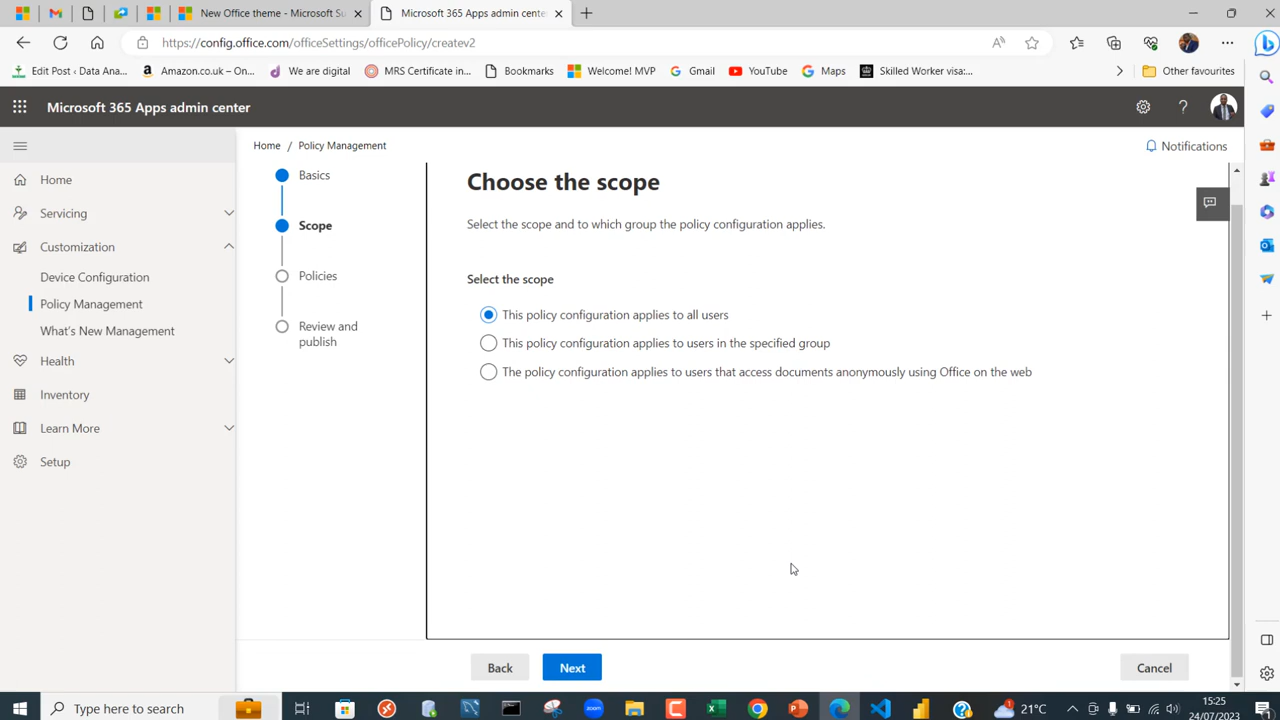 New Office theme - Microsoft Su
Microsoft 365 Apps admin cente
https://config.office.com/officeSettings/officePolicy/createv2
Edit Post ‹ Data Ana...
Amazon.co.uk – On...
We are digital
MRS Certificate in...
Bookmarks
Welcome! MVP
Gmail
YouTube
Maps
Skilled Worker visa:...
Other favourites
Microsoft 365 Apps admin center
Home / Policy Management
Notifications
Home
Servicing
Customization
Device Configuration
Policy Management
What's New Management
Health
Inventory
Learn More
Setup
Basics
Scope
Policies
Review and
publish
Choose the scope
Select the scope and to which group the policy configuration applies.
Select the scope
This policy configuration applies to all users
This policy configuration applies to users in the specified group
The policy configuration applies to users that access documents anonymously using Office on the web
Back
Next
Cancel
Type here to search
zoom
21°C
15:25
24/07/2023